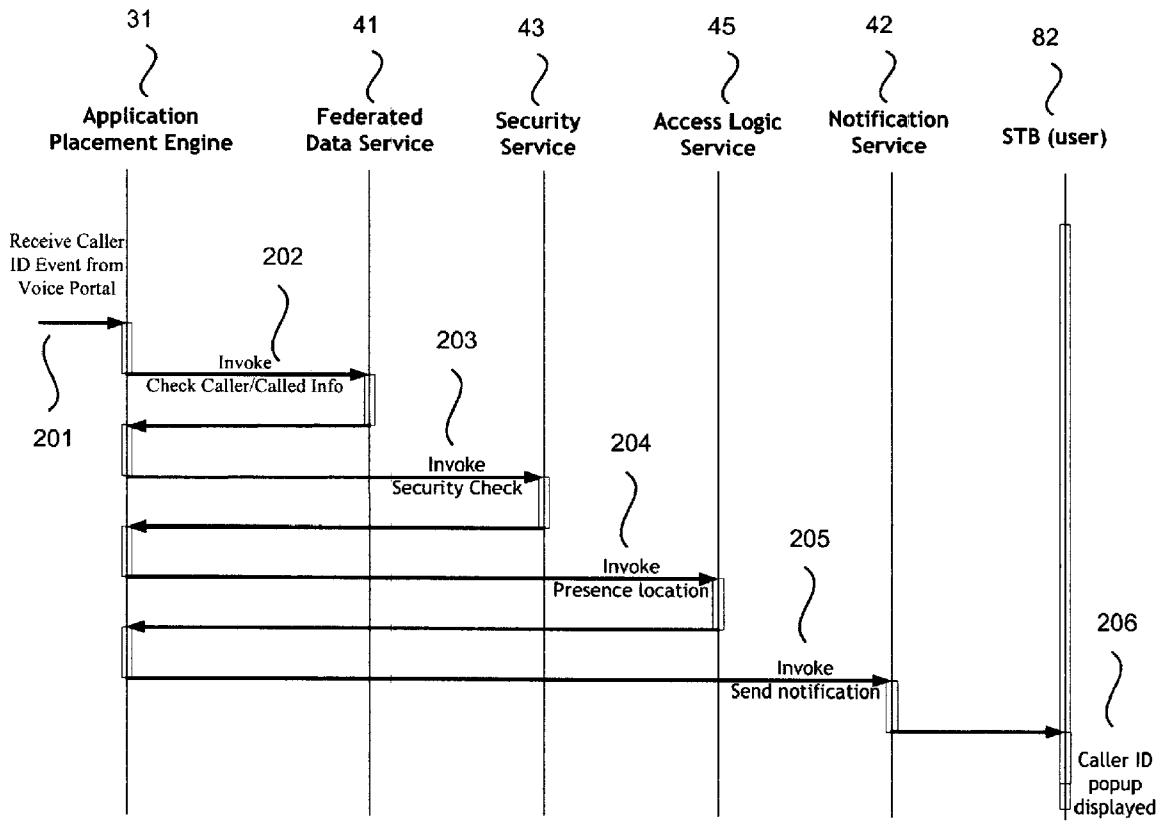 31
41
43
45
42
82
Application
Placement Engine
Federated
Data Service
Security
Service
Access Logic
Service
Notification
Service
STB (user)
Receive Caller
ID Event from
Voice Portal
201
202
Invoke
Check Caller/Called Info
203
Invoke
Security Check
204
Invoke
Presence location
205
Invoke
Send notification
206
Caller ID
popup
displayed